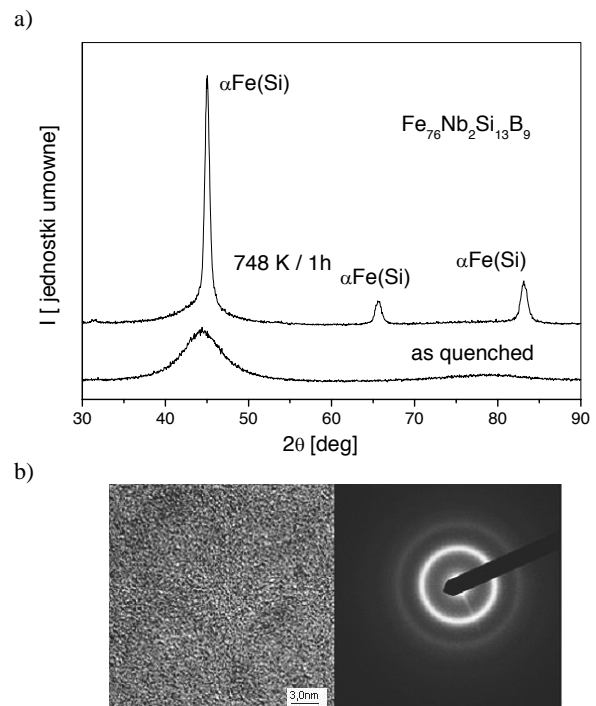 a)
αFe(Si)
Fe₇₆Nb₂Si₁₃B₉
I [ jednostki umowne]
748 K / 1h
αFe(Si)
αFe(Si)
as quenched
30 40 50 60 70 80 90
2θ [deg]
b)
3,0nm